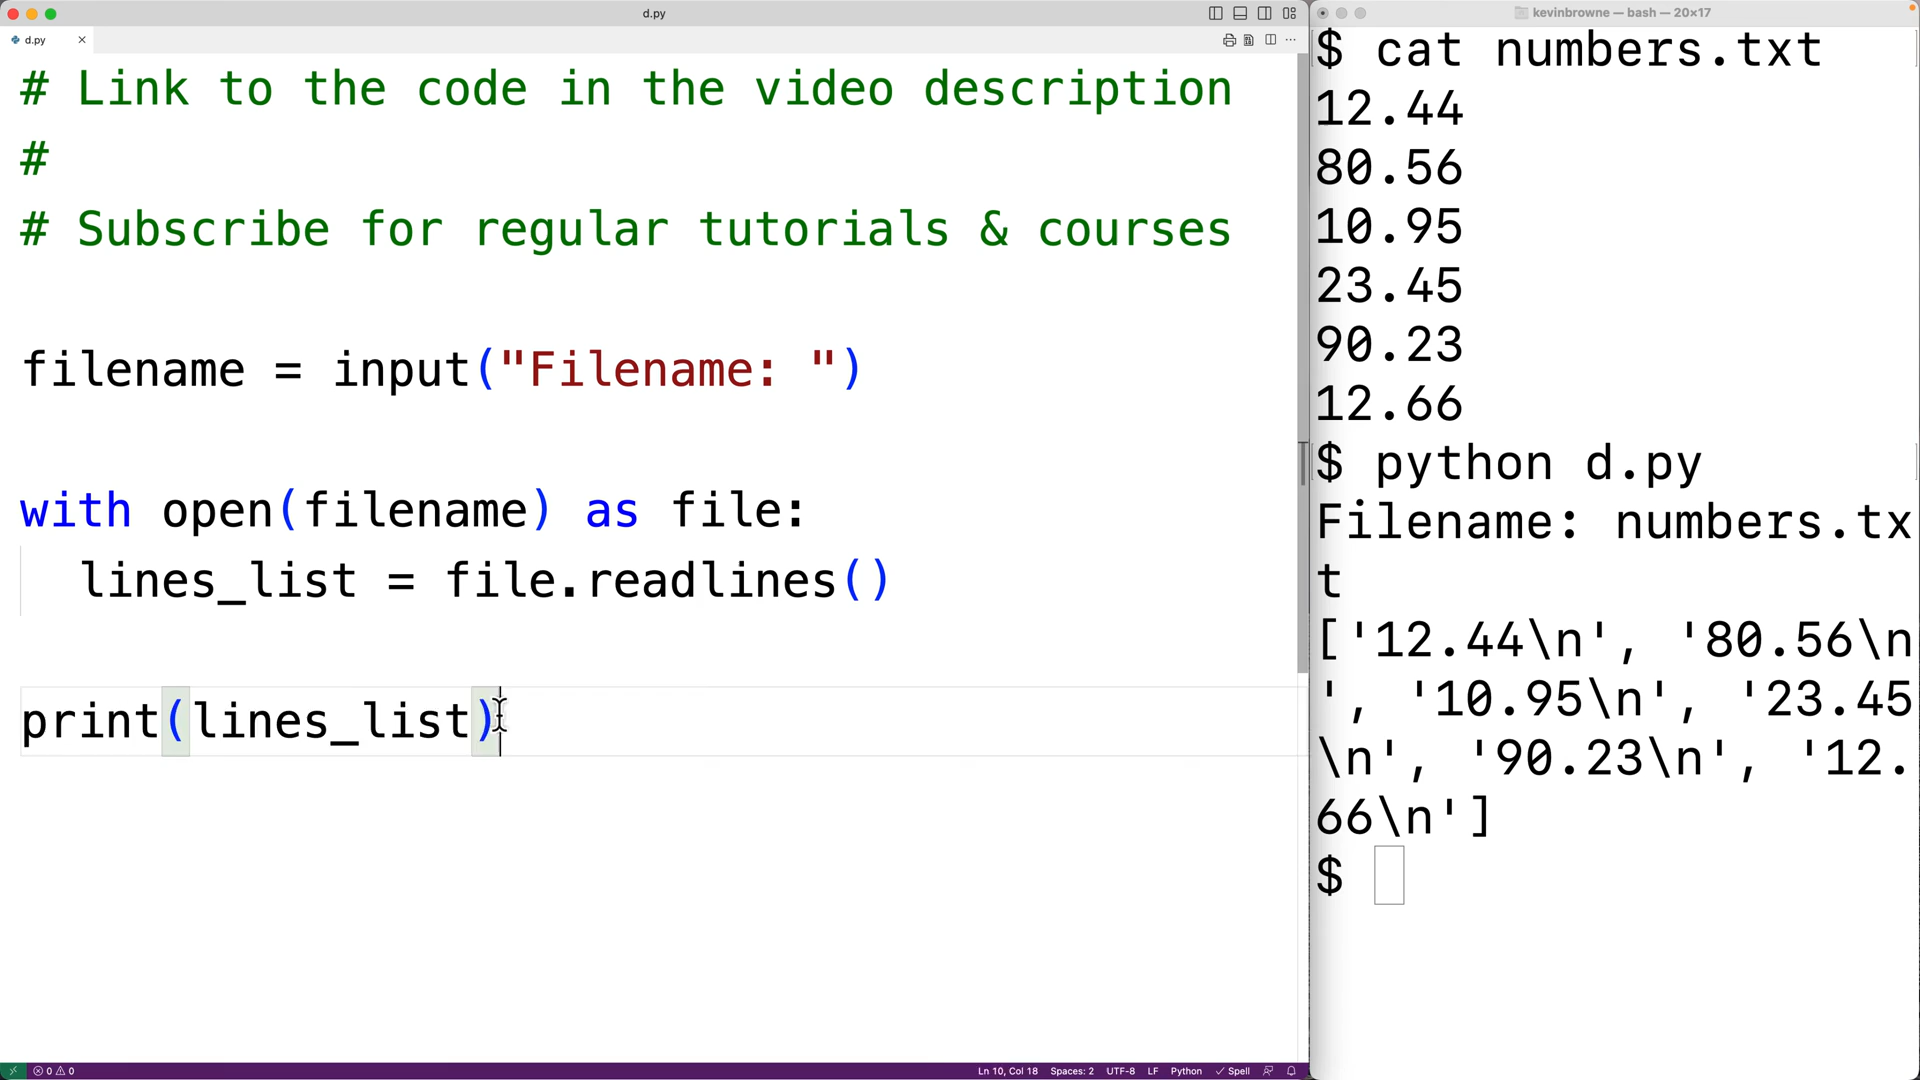 d.py
d.py
# Link to the code in the video description
#
# Subscribe for regular tutorials & courses
filename = input("Filename: ")
with open(filename) as file:
lines_list = file.readlines()
print(lines_list)
0 0
Ln 10, Col 18 Spaces: 2 UTF-8 LF Python Spell
kevinbrowne — bash — 20×17
$ cat numbers.txt
12.44
80.56
10.95
23.45
90.23
12.66
$ python d.py
Filename: numbers.tx
t
['12.44\n', '80.56\n
', '10.95\n', '23.45
\n', '90.23\n', '12.
66\n']
$